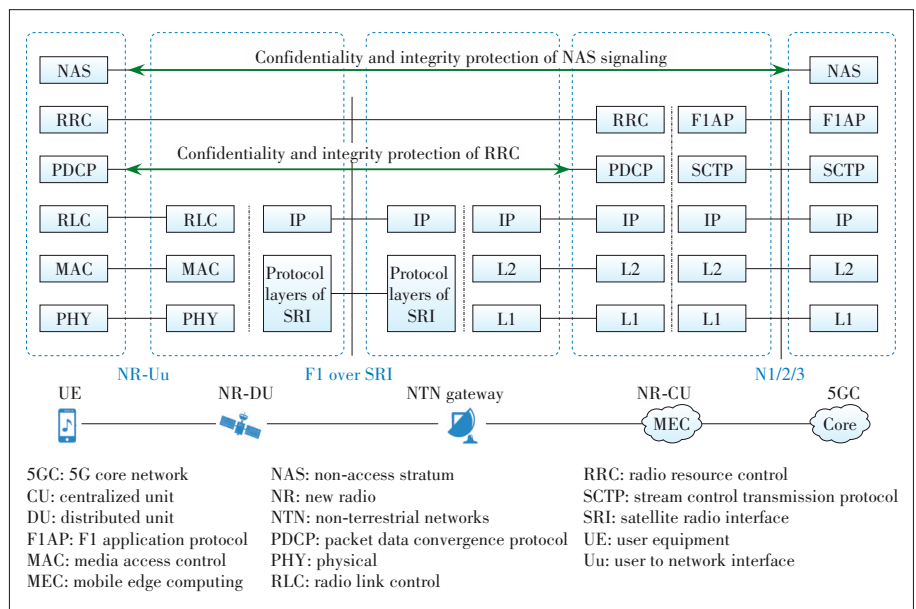 Confidentiality and integrity protection of NAS signaling
NAS NAS
RRC RRC F1AP F1AP
Confidentiality and integrity protection of RRC
PDCP PDCP SCTP SCTP
RLC RLC IP IP IP IP IP IP
MAC MAC Protocol layers of SRI Protocol layers of SRI L2 L2 L2 L2
PHY PHY L1 L1 L1 L1
NR-Uu F1 over SRI N1/2/3
UE NR-DU NTN gateway NR-CU 5GC
MEC Core
5GC: 5G core network
CU: centralized unit
DU: distributed unit
F1AP: F1 application protocol
MAC: media access control
MEC: mobile edge computing
NAS: non-access stratum
NR: new radio
NTN: non-terrestrial networks
PDCP: packet data convergence protocol
PHY: physical
RLC: radio link control
RRC: radio resource control
SCTP: stream control transmission protocol
SRI: satellite radio interface
UE: user equipment
Uu: user to network interface